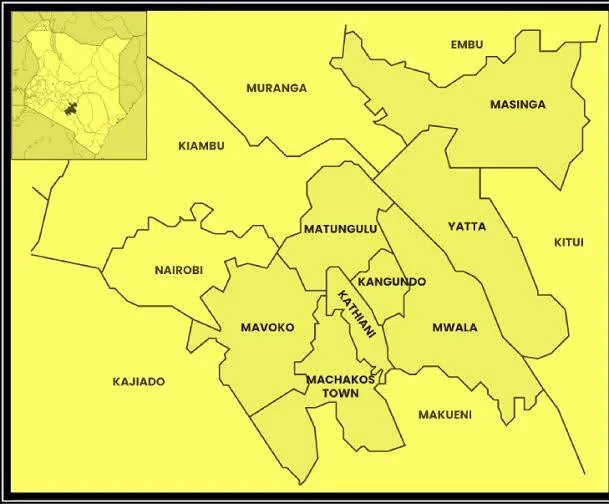 EMBU
MURANGA
MASINGA
KIAMBU
MATUNGULU
YATTA
KITUI
NAIROBI
KANGUNDO
KATHIANI
MAVOKO
MWALA
KAJIADO
MACHAKOS
TOWN
MAKUENI